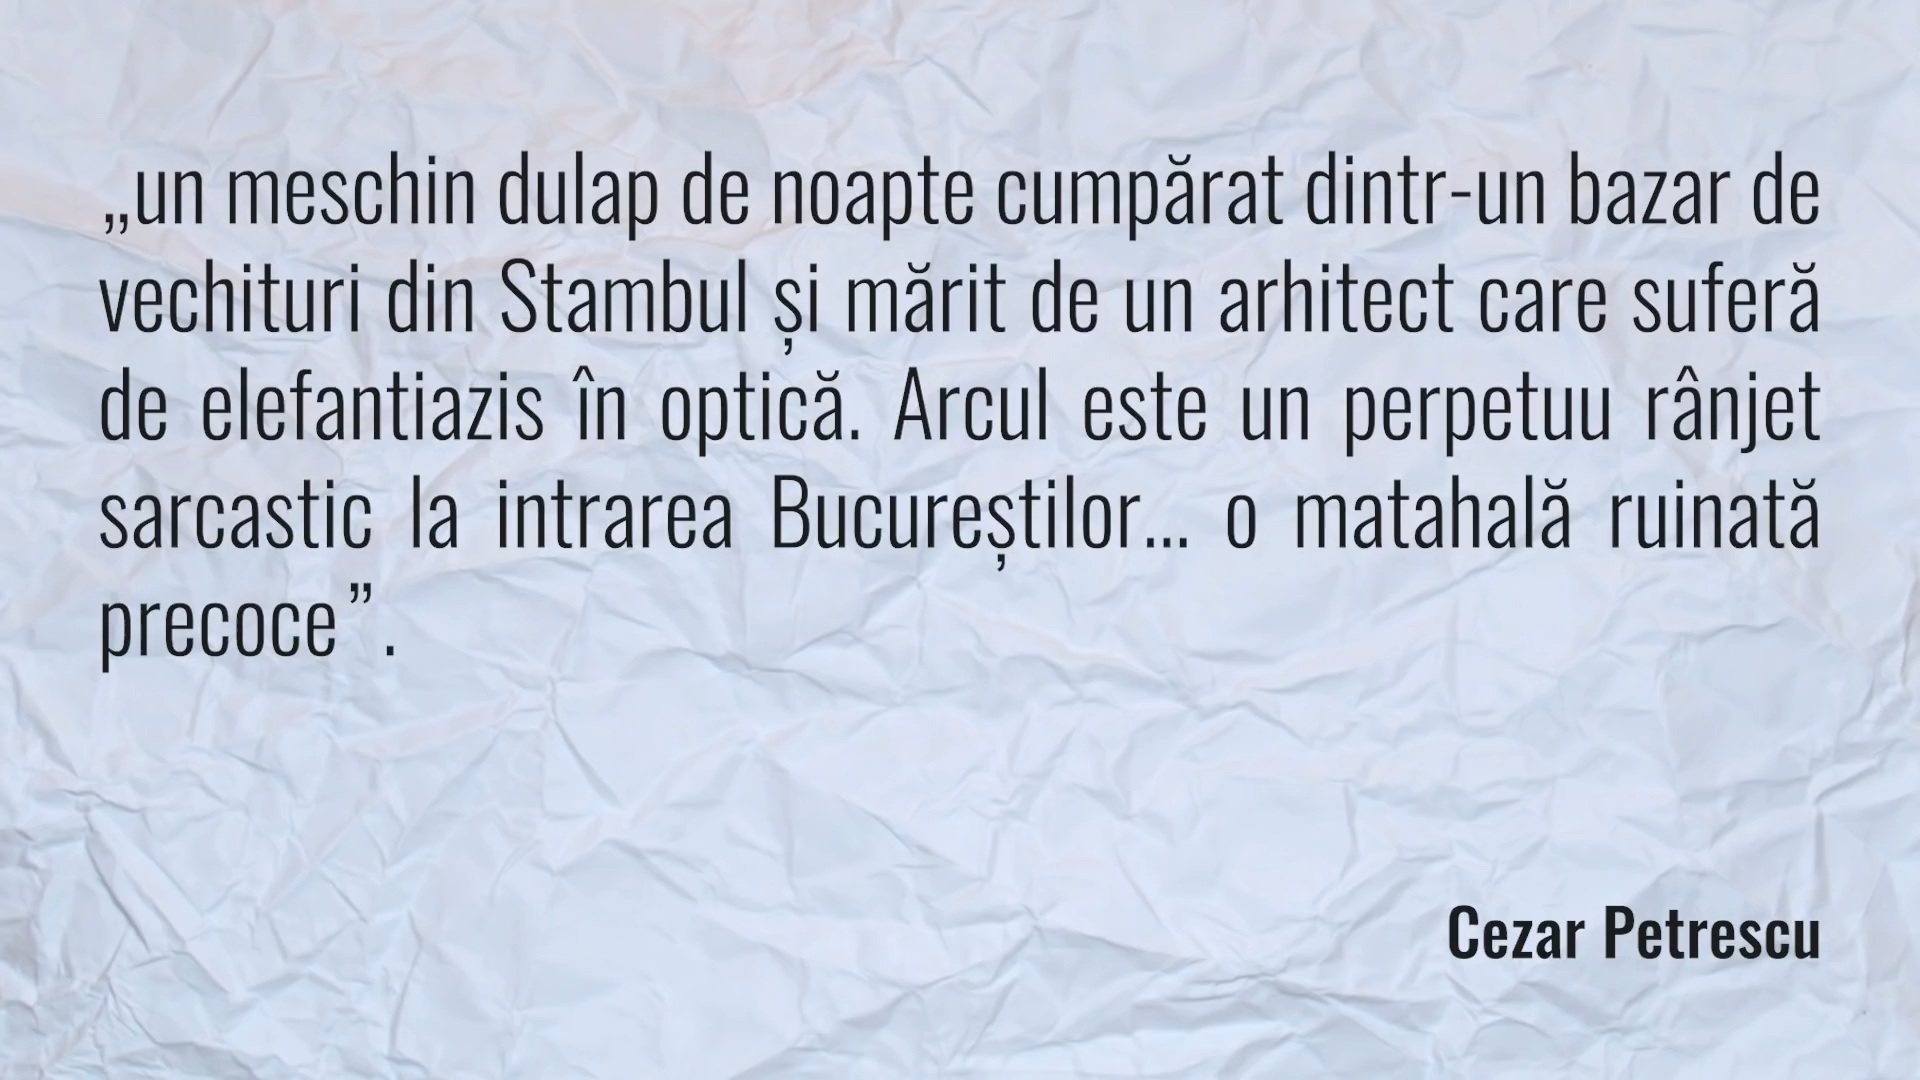 „un meschin dulap de noapte cumpărat dintr-un bazar de
vechituri din Stambul și mărit de un arhitect care suferă
de elefantiazis în optică. Arcul este un perpetuu rânjet
sarcastic la intrarea Bucureștilor... o matahală ruinată
precoce”.
Cezar Petrescu